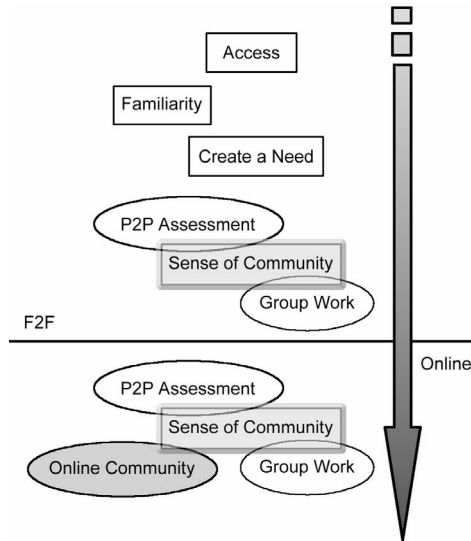 Access
Familiarity
Create a Need
P2P Assessment
Sense of Community
Group Work
F2F
Online
P2P Assessment
Sense of Community
Online Community
Group Work